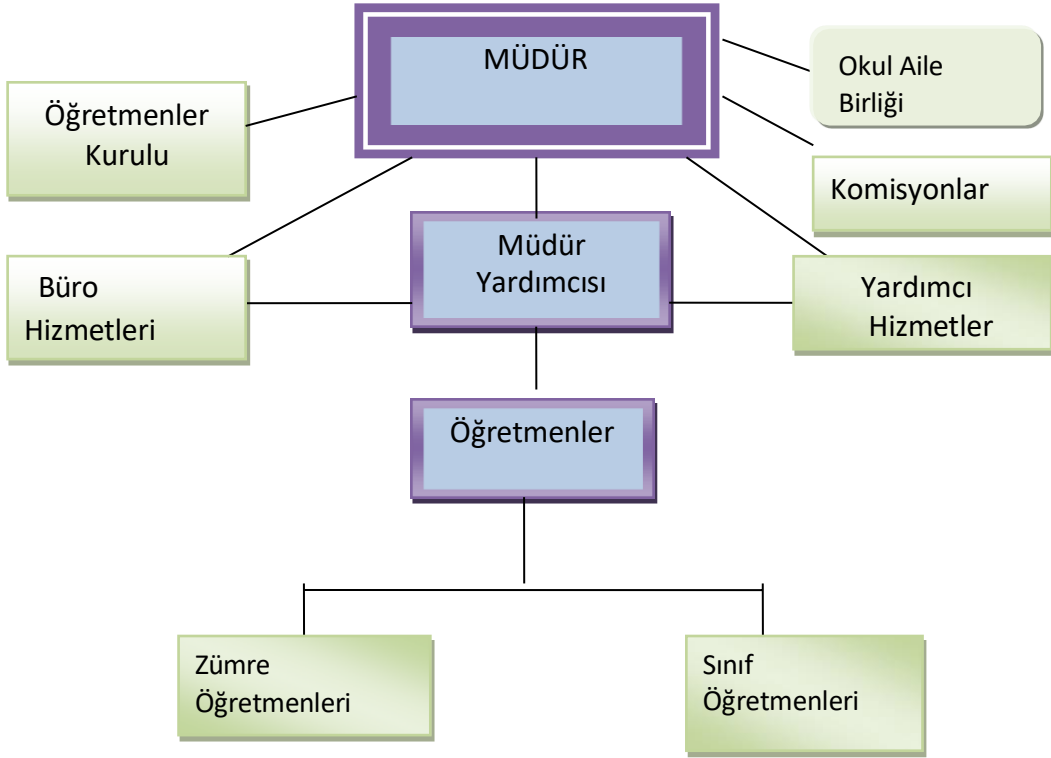 MÜDÜR
Okul Aile
Birliği
Öğretmenler
Kurulu
Komisyonlar
Müdür
Yardımcısı
Büro
Hizmetleri
Yardımcı
Hizmetler
Öğretmenler
Zümre
Öğretmenleri
Sınıf
Öğretmenleri